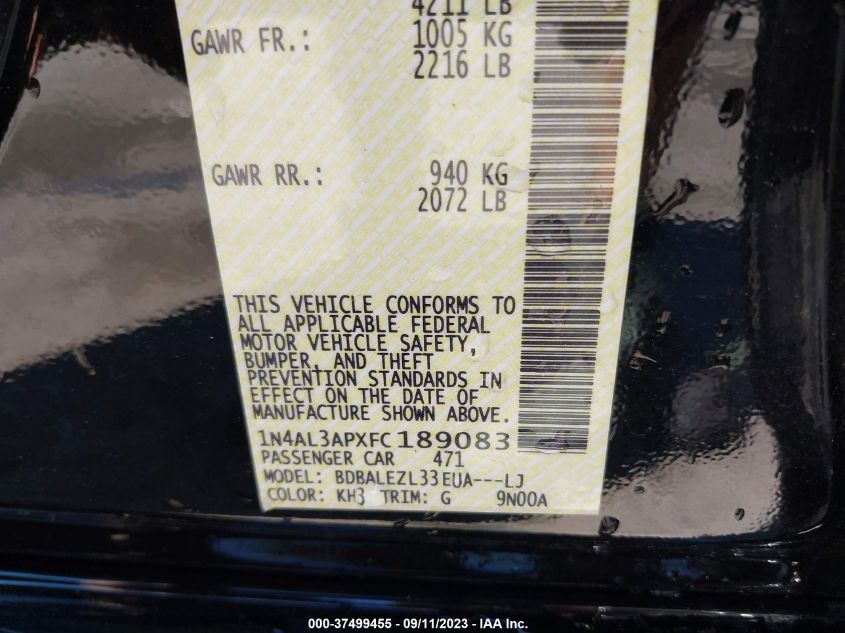 4211 LB
GAWR FR.: 1005 KG
2216 LB
GAWR RR.: 940 KG
2072 LB
THIS VEHICLE CONFORMS TO
ALL APPLICABLE FEDERAL
MOTOR VEHICLE SAFETY,
BUMPER, AND THEFT
PREVENTION STANDARDS IN
EFFECT ON THE DATE OF
MANUFACTURE SHOWN ABOVE.
1N4AL3APXFC189083
PASSENGER CAR 471
MODEL: BDBALEZL33EUA---LJ
COLOR: KH3 TRIM: G 9N00A
000-37499455 - 09/11/2023 - IAA Inc.